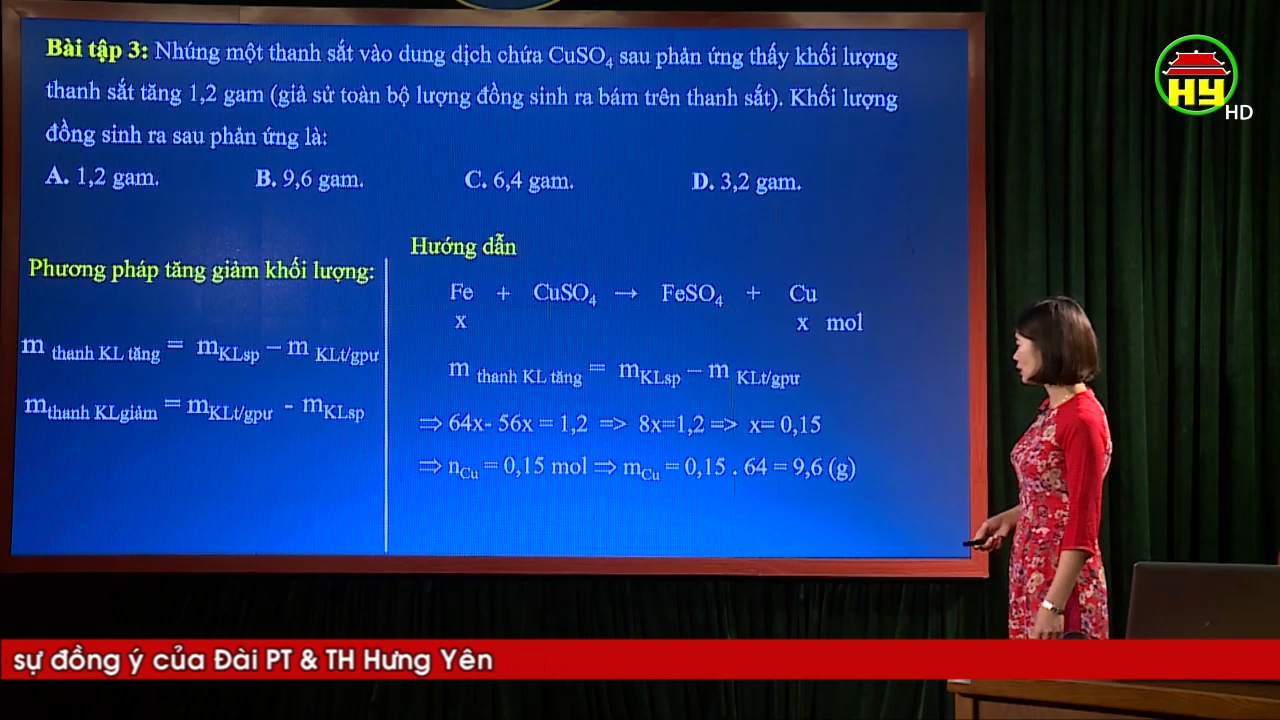 Bài tập 3: Nhúng một thanh sắt vào dung dịch chứa CuSO₄ sau phản ứng thấy khối lượng
thanh sắt tăng 1,2 gam (giả sử toàn bộ lượng đồng sinh ra bám trên thanh sắt). Khối lượng
đồng sinh ra sau phản ứng là:
A. 1,2 gam. B. 9,6 gam. C. 6,4 gam. D. 3,2 gam.
Phương pháp tăng giảm khối lượng:
m thanh KL tăng = mKLsp – m KLt/gpư
mthanh KLgiảm = mKLt/gpư - mKLsp
Hướng dẫn
Fe + CuSO₄ → FeSO₄ + Cu
x x mol
m thanh KL tăng = mKLsp – m KLt/gpư
⇒ 64x- 56x = 1,2 => 8x=1,2 => x= 0,15
⇒ nCu = 0,15 mol ⇒ mCu = 0,15 . 64 = 9,6 (g)
HY
HD
sự đồng ý của Đài PT & TH Hưng Yên